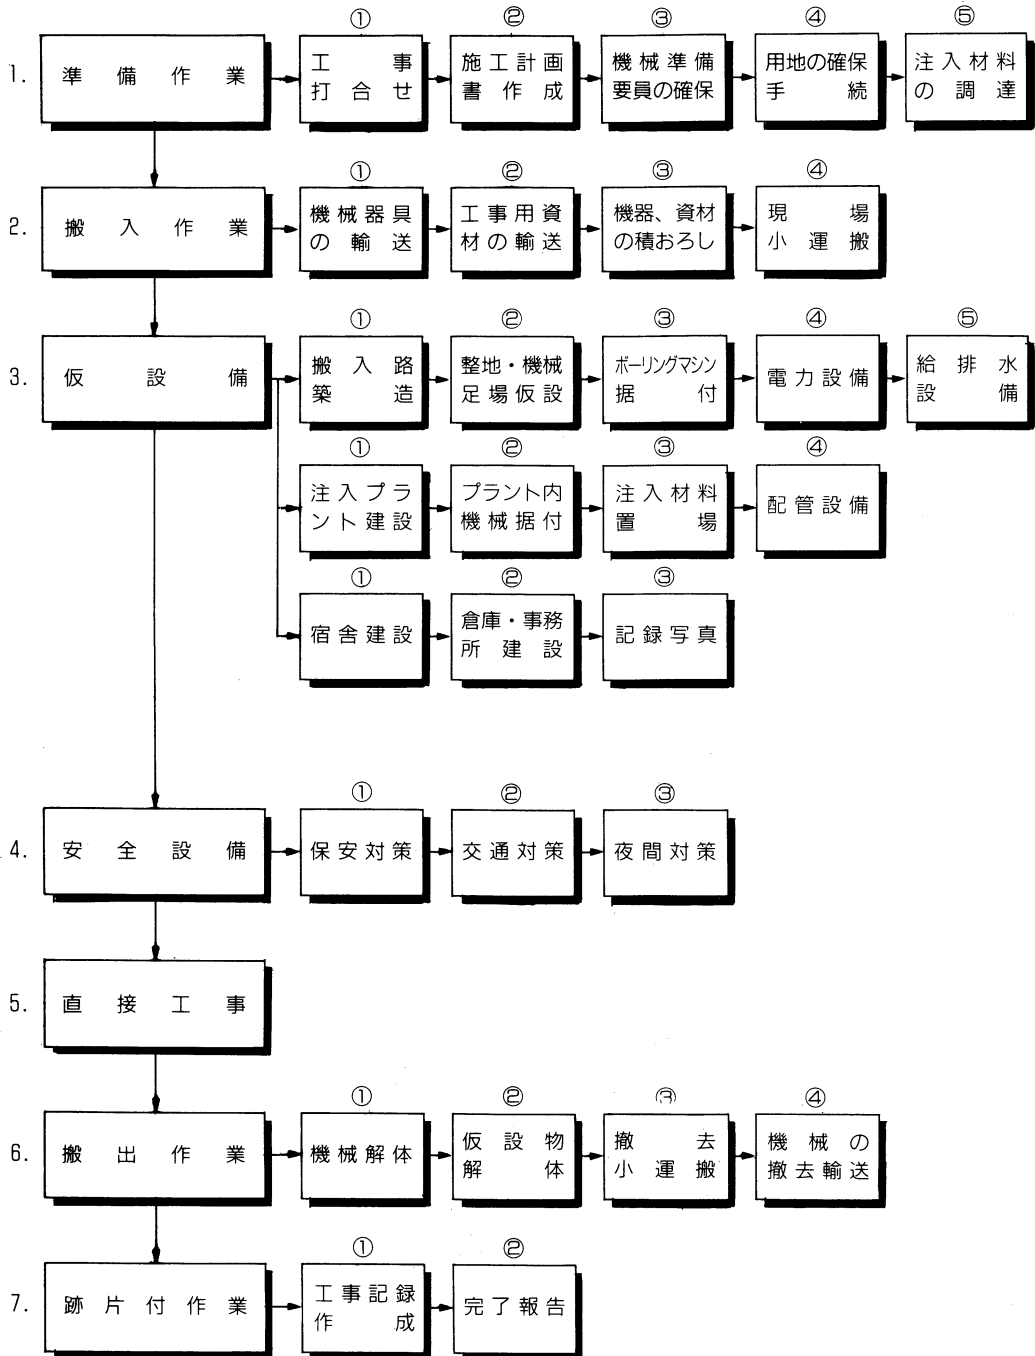 ① ② ③ ④ ⑤
1. 準備作業
工事
打合せ
施工計画
書作成
機械準備
要員の確保
用地の確保
手続
注入材料
の調達
① ② ③ ④
2. 搬入作業
機械器具
の輸送
工事用資
材の輸送
機器、資材
の積おろし
現場
小運搬
① ② ③ ④ ⑤
3. 仮設備
搬入路
築造
整地・機械
足場仮設
ボーリングマシン
据付
電力設備
給排水
設備
① ② ③ ④
注入プラ
ント建設
プラント内
機械据付
注入材料
置場
配管設備
① ② ③
宿舎建設
倉庫・事務
所建設
記録写真
① ② ③
4. 安全設備
保安対策
交通対策
夜間対策
5. 直接工事
① ② ③ ④
6. 搬出作業
機械解体
仮設物
解体
撤去
小運搬
機械の
撤去輸送
① ②
7. 跡片付作業
工事記録
作成
完了報告